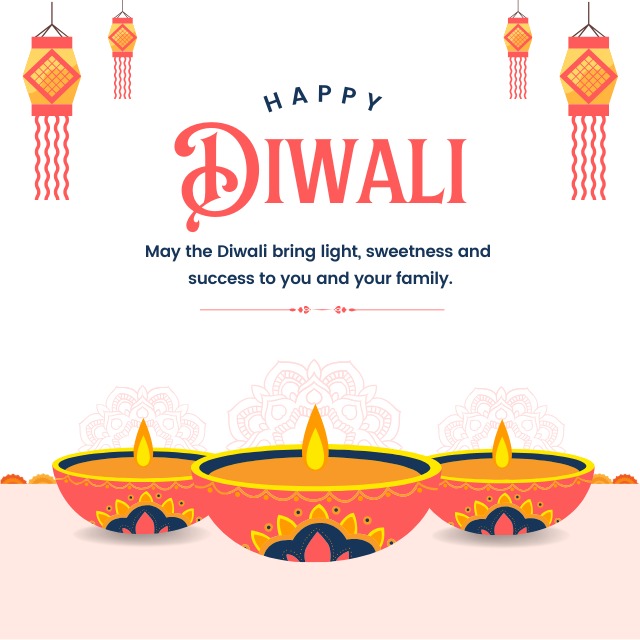 HAPPY
DIWALI
May the Diwali bring light, sweetness and
success to you and your family.